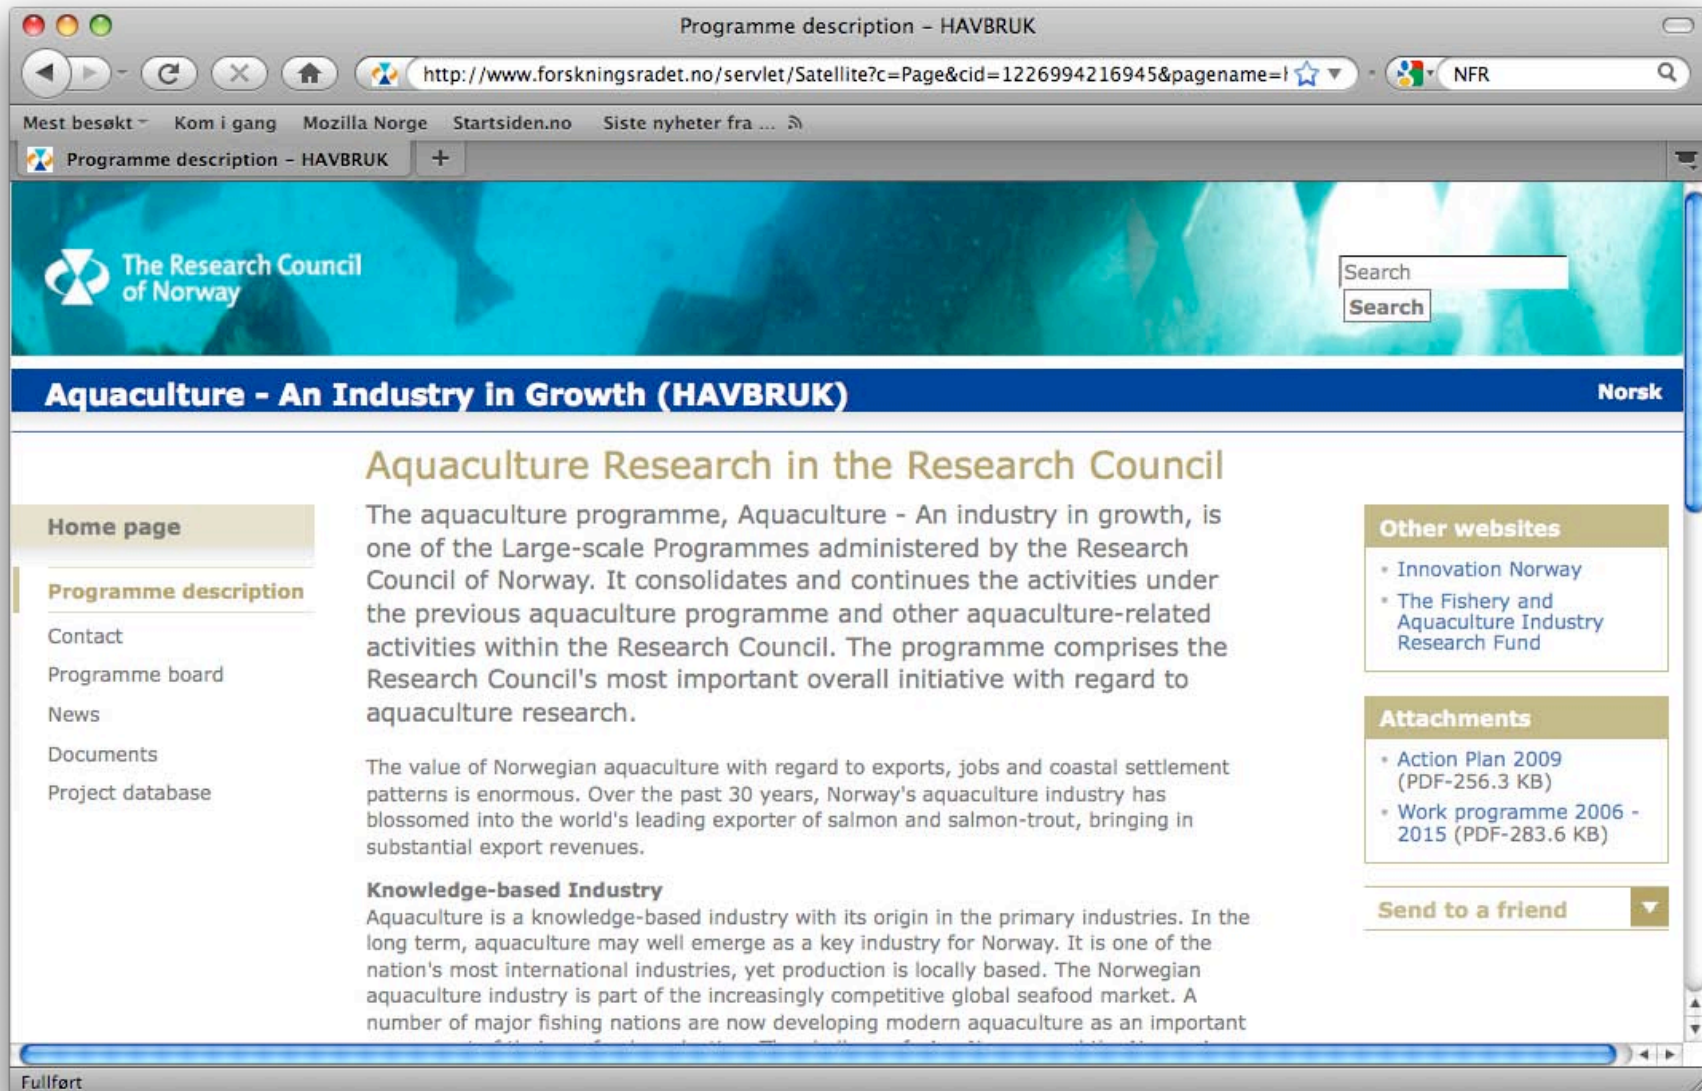 Programme description – HAVBRUK
http://www.forskningsradet.no/servlet/Satellite?c=Page&cid=1226994216945&pagename=
NFR
Mest besøkt
Kom i gang
Mozilla Norge
Startsiden.no
Siste nyheter fra ...
Programme description – HAVBRUK
+
The Research Council
of Norway
Search
Search
Aquaculture - An Industry in Growth (HAVBRUK)
Norsk
Home page
Programme description
Contact
Programme board
News
Documents
Project database
Aquaculture Research in the Research Council
The aquaculture programme, Aquaculture - An industry in growth, is
one of the Large-scale Programmes administered by the Research
Council of Norway. It consolidates and continues the activities under
the previous aquaculture programme and other aquaculture-related
activities within the Research Council. The programme comprises the
Research Council's most important overall initiative with regard to
aquaculture research.
The value of Norwegian aquaculture with regard to exports, jobs and coastal settlement
patterns is enormous. Over the past 30 years, Norway's aquaculture industry has
blossomed into the world's leading exporter of salmon and salmon-trout, bringing in
substantial export revenues.
Knowledge-based Industry
Aquaculture is a knowledge-based industry with its origin in the primary industries. In the
long term, aquaculture may well emerge as a key industry for Norway. It is one of the
nation's most international industries, yet production is locally based. The Norwegian
aquaculture industry is part of the increasingly competitive global seafood market. A
number of major fishing nations are now developing modern aquaculture as an important
Other websites
Innovation Norway
The Fishery and
Aquaculture Industry
Research Fund
Attachments
Action Plan 2009
(PDF-256.3 KB)
Work programme 2006 -
2015 (PDF-283.6 KB)
Send to a friend
Fullført